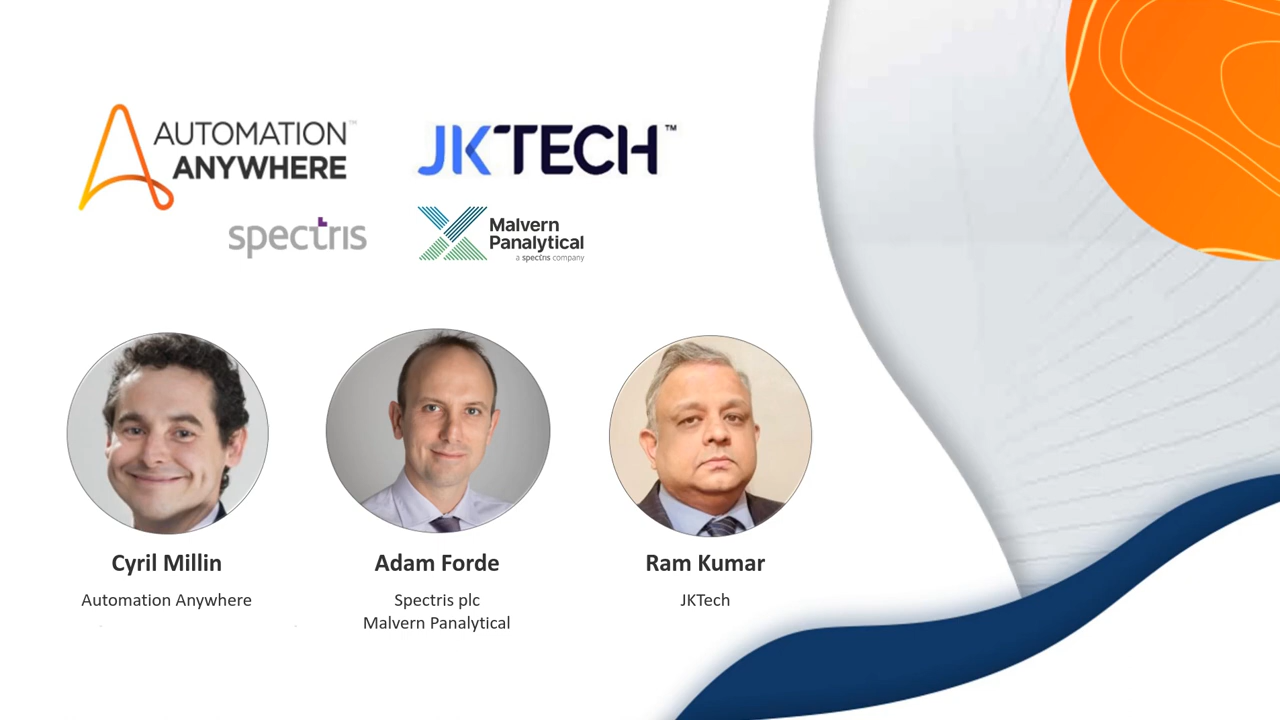 AUTOMATION™
ANYWHERE
JKTECH™
spectris
Malvern
Panalytical
a spectris company
Cyril Millin
Automation Anywhere
Adam Forde
Spectris plc
Malvern Panalytical
Ram Kumar
JKTech